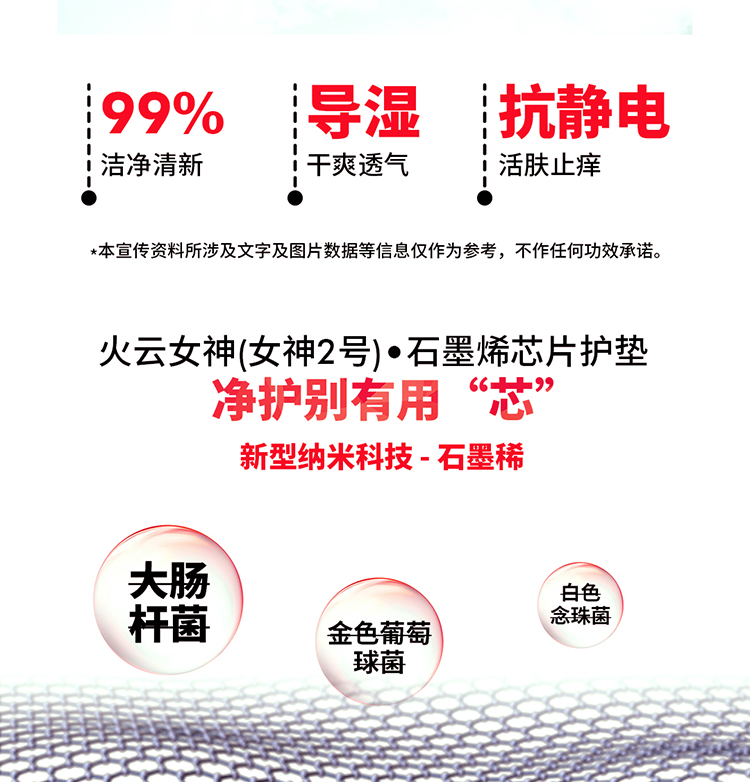 99%
洁净清新
导湿
干爽透气
抗静电
活肤止痒
*本宣传资料所涉及文字及图片数据等信息仅作为参考，不作任何功效承诺。
火云女神(女神2号)•石墨烯芯片护垫
净护别有用“芯”
新型纳米科技 - 石墨稀
大肠
杆菌
金色葡萄
球菌
白色
念珠菌